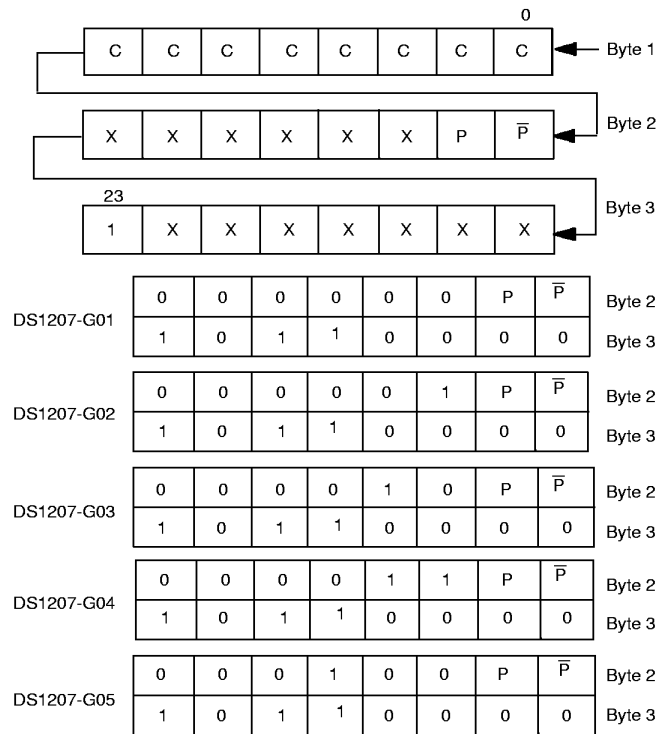 0
C C C C C C C C Byte 1
X X X X X X P P̅ Byte 2
23
1 X X X X X X X Byte 3
DS1207-G01
0 0 0 0 0 0 P P̅ Byte 2
1 0 1 1 0 0 0 0 Byte 3
DS1207-G02
0 0 0 0 0 1 P P̅ Byte 2
1 0 1 1 0 0 0 0 Byte 3
DS1207-G03
0 0 0 0 1 0 P P̅ Byte 2
1 0 1 1 0 0 0 0 Byte 3
DS1207-G04
0 0 0 0 1 1 P P̅ Byte 2
1 0 1 1 0 0 0 0 Byte 3
DS1207-G05
0 0 0 1 0 0 P P̅ Byte 2
1 0 1 1 0 0 0 0 Byte 3